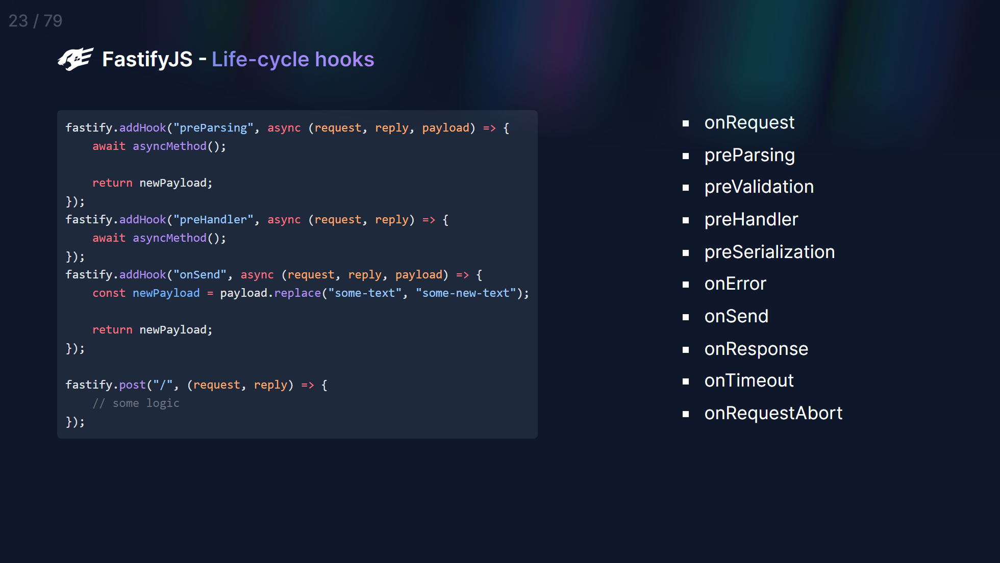 23 / 79
FastifyJS - Life-cycle hooks
fastify.addHook("preParsing", async (request, reply, payload) => {
    await asyncMethod();

    return newPayload;
});
fastify.addHook("preHandler", async (request, reply) => {
    await asyncMethod();
});
fastify.addHook("onSend", async (request, reply, payload) => {
    const newPayload = payload.replace("some-text", "some-new-text");

    return newPayload;
});

fastify.post("/", (request, reply) => {
    // some logic
});
onRequest
preParsing
preValidation
preHandler
preSerialization
onError
onSend
onResponse
onTimeout
onRequestAbort